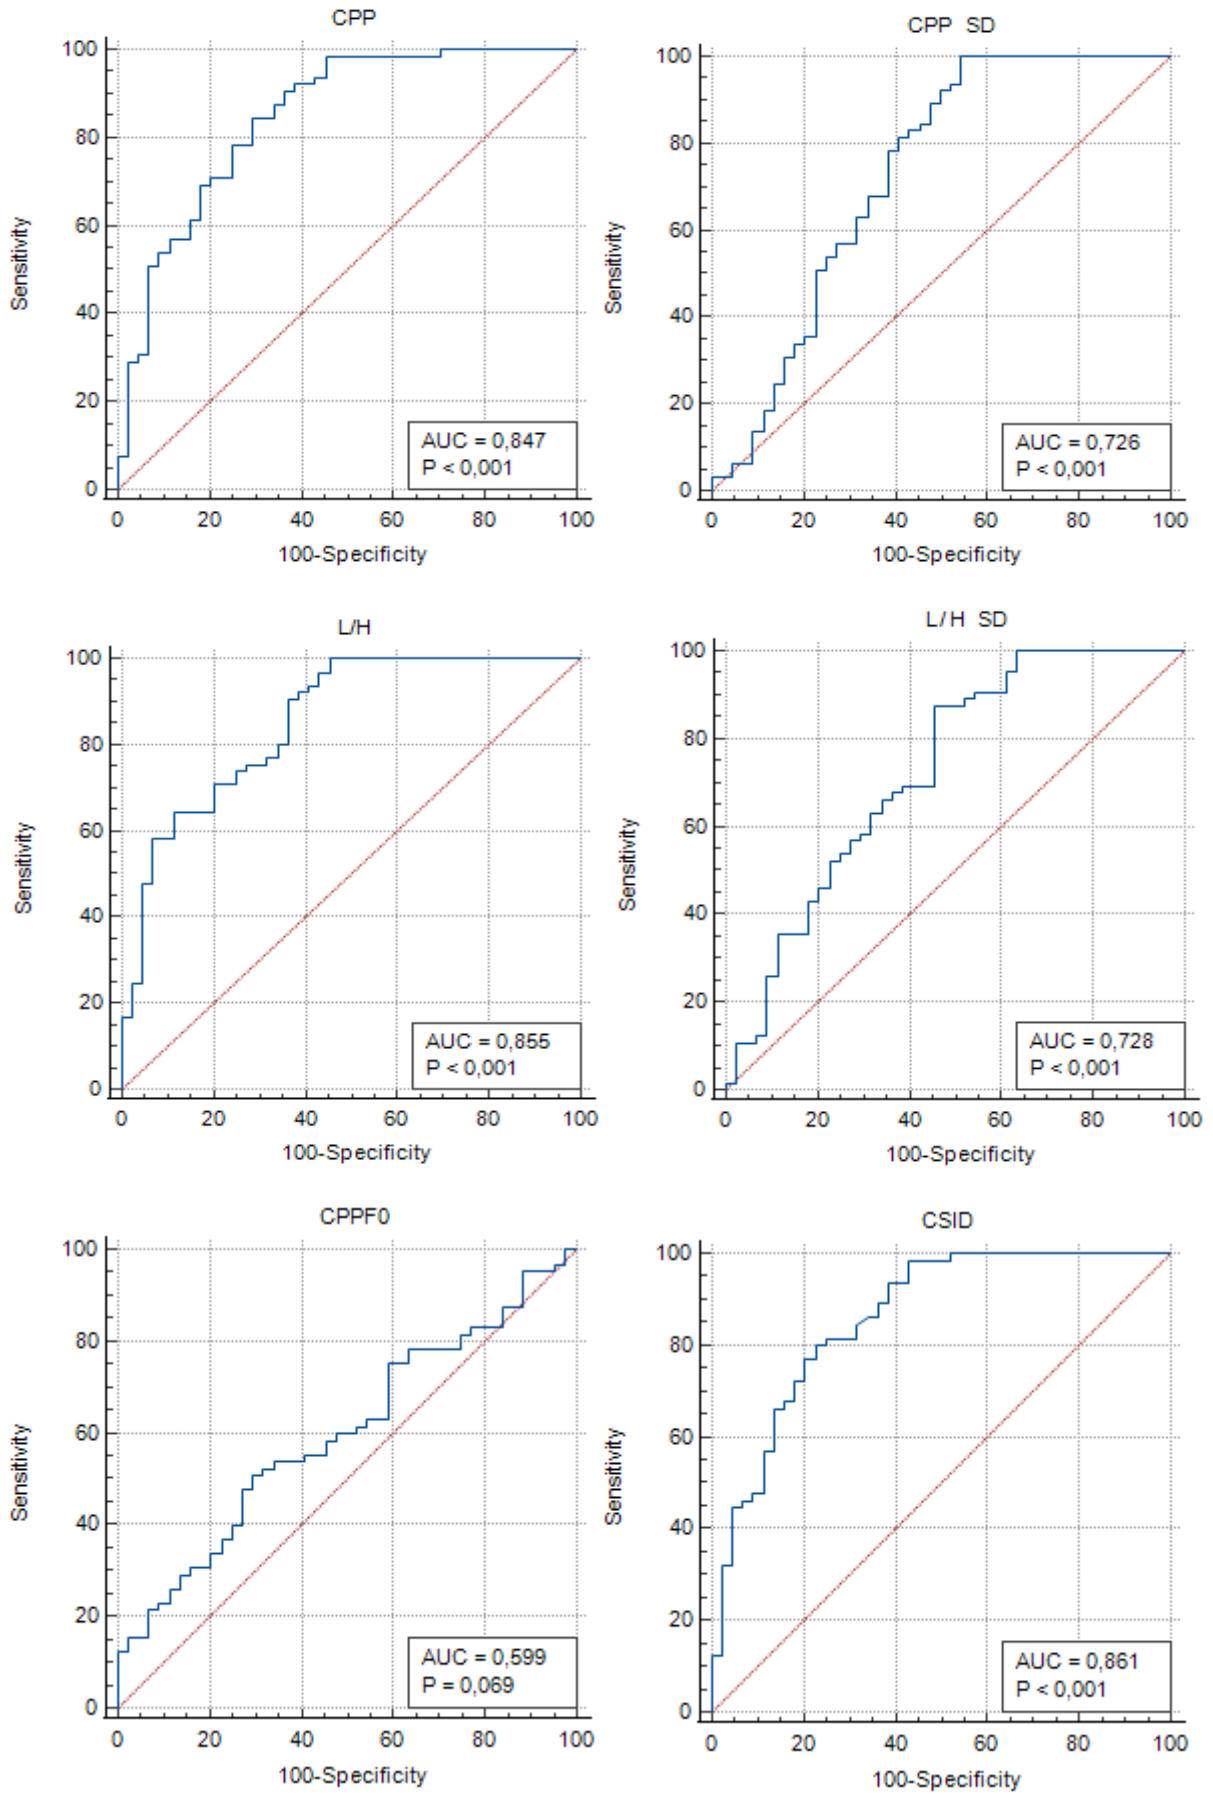 CPP
100
80
60
40
20
0
Sensitivity
AUC = 0,847
P < 0,001
0 20 40 60 80 100
100-Specificity
CPP SD
100
80
60
40
20
0
Sensitivity
AUC = 0,726
P < 0,001
0 20 40 60 80 100
100-Specificity
L/H
100
80
60
40
20
0
Sensitivity
AUC = 0,855
P < 0,001
0 20 40 60 80 100
100-Specificity
L/H SD
100
80
60
40
20
0
Sensitivity
AUC = 0,728
P < 0,001
0 20 40 60 80 100
100-Specificity
CPPF0
100
80
60
40
20
0
Sensitivity
AUC = 0,599
P = 0,069
0 20 40 60 80 100
100-Specificity
CSID
100
80
60
40
20
0
Sensitivity
AUC = 0,861
P < 0,001
0 20 40 60 80 100
100-Specificity